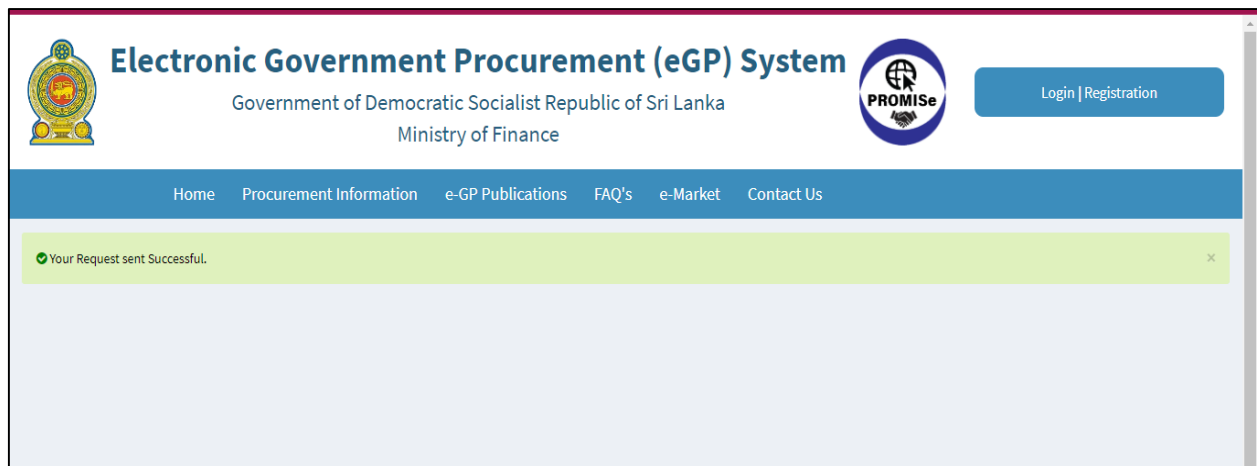 Electronic Government Procurement (eGP) System
Government of Democratic Socialist Republic of Sri Lanka
Ministry of Finance
PROMISe
Login | Registration
Home Procurement Information e-GP Publications FAQ's e-Market Contact Us
Your Request sent Successful. ×